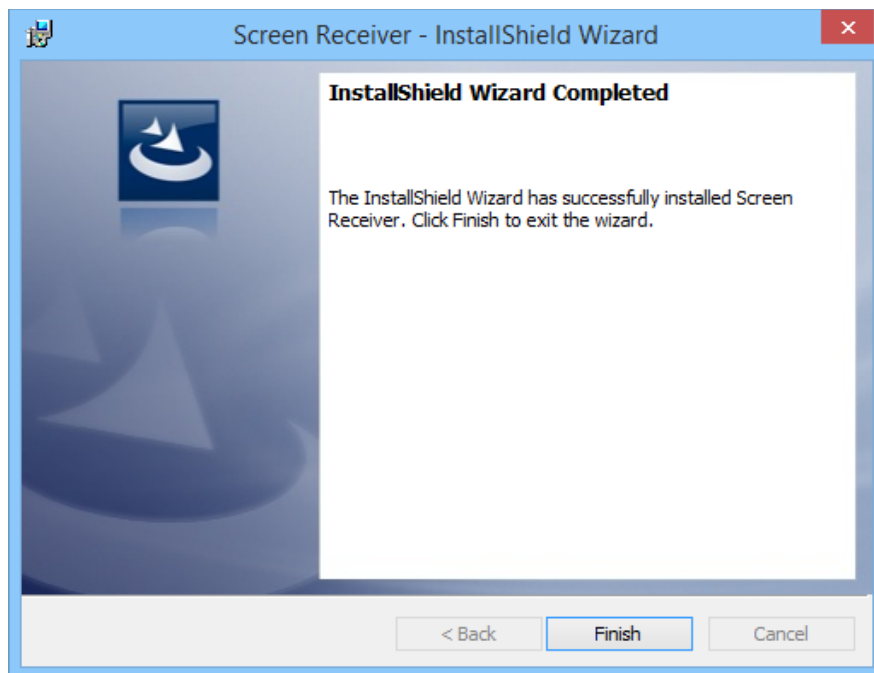 Screen Receiver - InstallShield Wizard
InstallShield Wizard Completed
The InstallShield Wizard has successfully installed Screen
Receiver. Click Finish to exit the wizard.
< Back Finish Cancel